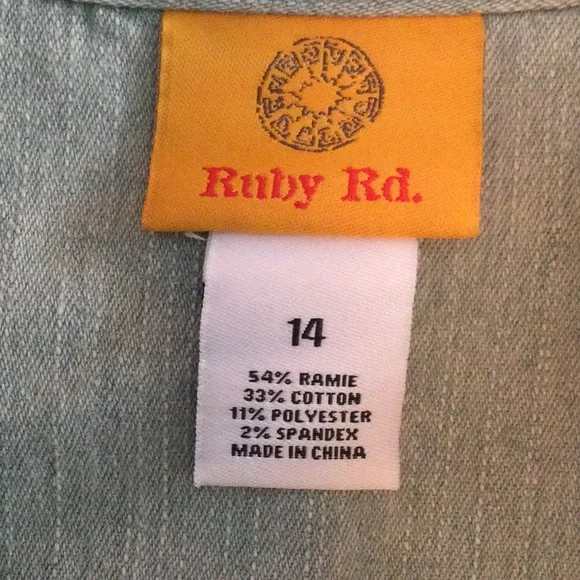 Ruby Rd.
14
54% RAMIE
33% COTTON
11% POLYESTER
2% SPANDEX
MADE IN CHINA